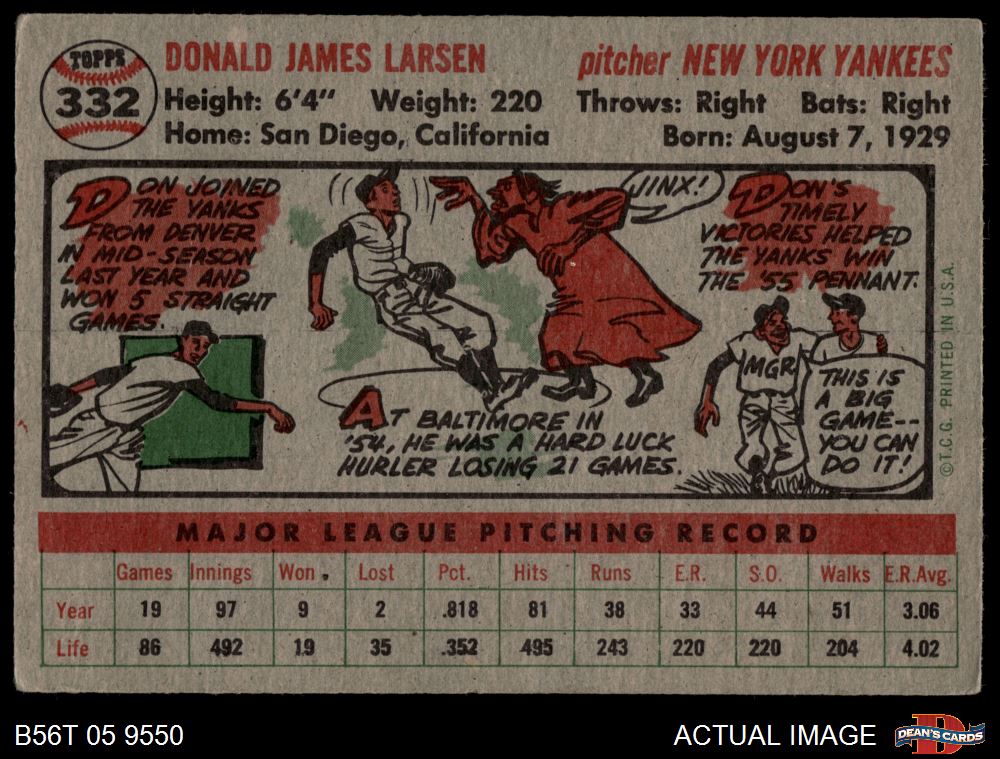 TOPPS
332
DONALD JAMES LARSEN
pitcher NEW YORK YANKEES
Height: 6'4" Weight: 220 Throws: Right Bats: Right
Home: San Diego, California Born: August 7, 1929
DON JOINED
THE YANKS
FROM DENVER
IN MID-SEASON
LAST YEAR AND
WON 5 STRAIGHT
GAMES.
JINX!
AT BALTIMORE IN
'54, HE WAS A HARD LUCK
HURLER LOSING 21 GAMES.
DON'S
TIMELY
VICTORIES HELPED
THE YANKS WIN
THE '55 PENNANT.
MGR
THIS IS
A BIG
GAME--
YOU CAN
DO IT!
©T.C.G. PRINTED IN U.S.A.
MAJOR LEAGUE PITCHING RECORD
Games Innings Won Lost Pct. Hits Runs E.R. S.O. Walks E.R.Avg.
Year 19 97 9 2 .818 81 38 33 44 51 3.06
Life 86 492 19 35 .352 495 243 220 220 204 4.02
B56T 05 9550
ACTUAL IMAGE
DEAN'S CARDS